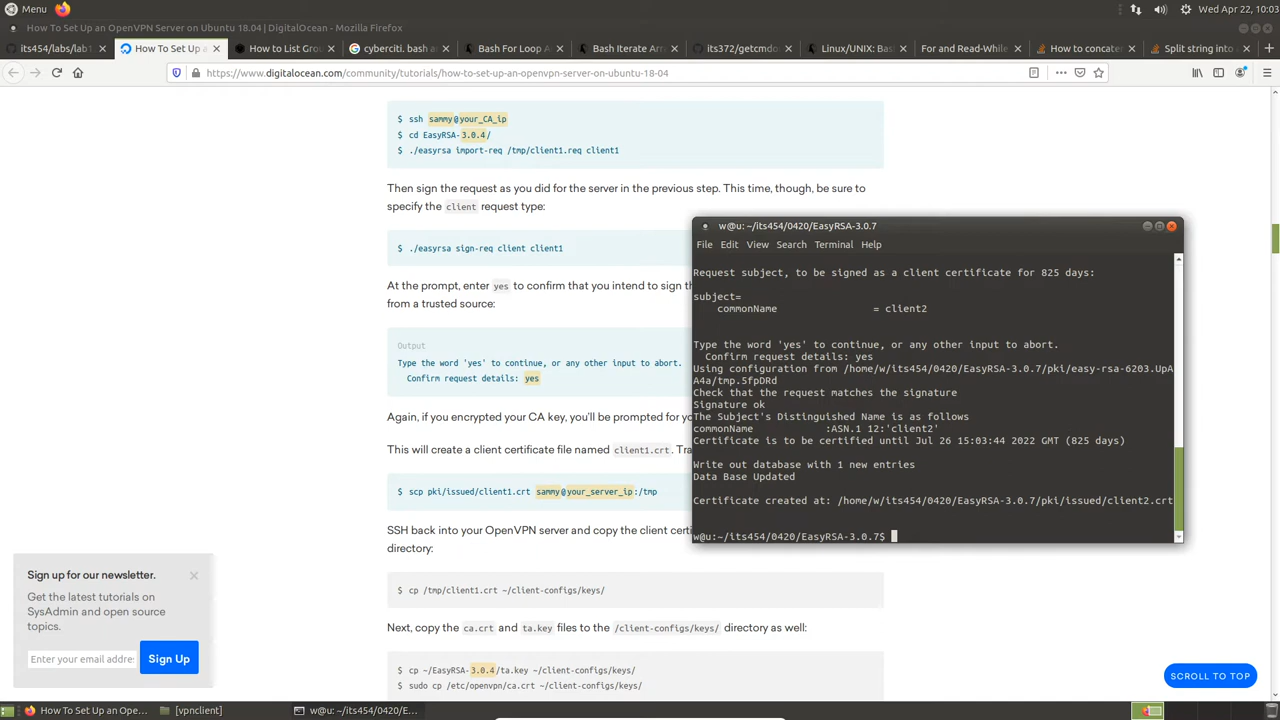 Menu
Wed Apr 22, 10:03
How To Set Up an OpenVPN Server on Ubuntu 18.04 | DigitalOcean - Mozilla Firefox
its454/labs/lab1
How To Set Up a
How to List Grou
cyberciti. bash ar
Bash For Loop A
Bash Iterate Arra
its372/getcmdo
Linux/UNIX: Bas
For and Read-While
How to concate
Split string into
https://www.digitalocean.com/community/tutorials/how-to-set-up-an-openvpn-server-on-ubuntu-18-04
$ ssh sammy@your_CA_ip
$ cd EasyRSA-3.0.4/
$ ./easyrsa import-req /tmp/client1.req client1
Then sign the request as you did for the server in the previous step. This time, though, be sure to
specify the client request type:
$ ./easyrsa sign-req client client1
At the prompt, enter yes to confirm that you intend to sign the
from a trusted source:
Output
Type the word 'yes' to continue, or any other input to abort.
Confirm request details: yes
Again, if you encrypted your CA key, you'll be prompted for yo
This will create a client certificate file named client1.crt. Tra
$ scp pki/issued/client1.crt sammy@your_server_ip:/tmp
SSH back into your OpenVPN server and copy the client certi
directory:
$ cp /tmp/client1.crt ~/client-configs/keys/
Next, copy the ca.crt and ta.key files to the /client-configs/keys/ directory as well:
$ cp ~/EasyRSA-3.0.4/ta.key ~/client-configs/keys/
$ sudo cp /etc/openvpn/ca.crt ~/client-configs/keys/
w@u: ~/its454/0420/EasyRSA-3.0.7
File Edit View Search Terminal Help
Request subject, to be signed as a client certificate for 825 days:
subject=
commonName = client2
Type the word 'yes' to continue, or any other input to abort.
Confirm request details: yes
Using configuration from /home/w/its454/0420/EasyRSA-3.0.7/pki/easy-rsa-6203.UpA
A4a/tmp.5fpDRd
Check that the request matches the signature
Signature ok
The Subject's Distinguished Name is as follows
commonName :ASN.1 12:'client2'
Certificate is to be certified until Jul 26 15:03:44 2022 GMT (825 days)
Write out database with 1 new entries
Data Base Updated
Certificate created at: /home/w/its454/0420/EasyRSA-3.0.7/pki/issued/client2.crt
w@u:~/its454/0420/EasyRSA-3.0.7$
Sign up for our newsletter.
Get the latest tutorials on
SysAdmin and open source
topics.
Enter your email addre:
Sign Up
SCROLL TO TOP
How To Set Up an O...
[vpnclient]
w@u: ~/its454/0420/E...